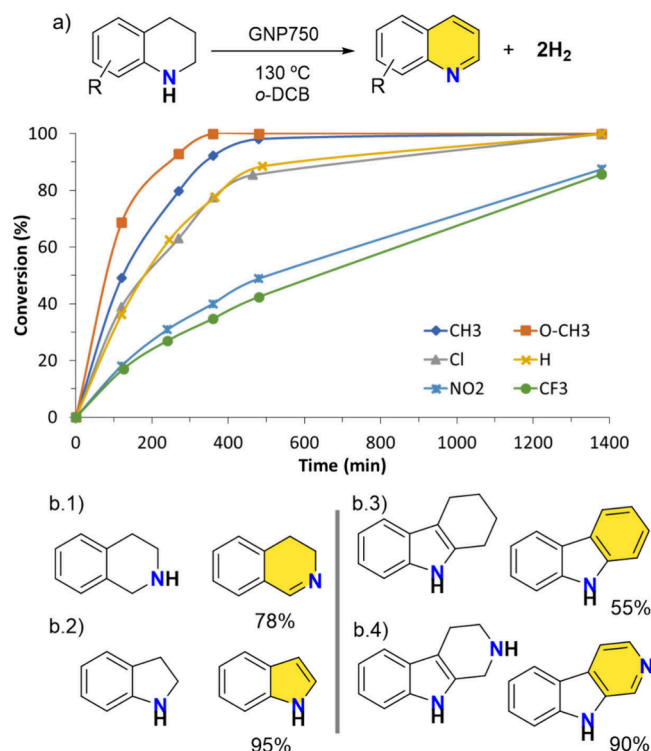 a)
GNP750
130 ºC
o-DCB
R
N
H
R
N
+ 2H2
Conversion (%)
100
80
60
40
20
0
CH3
O-CH3
Cl
H
NO2
CF3
0
200
400
600
800
1000
1200
1400
Time (min)
b.1)
NH
N
78%
b.2)
N
H
N
H
95%
b.3)
N
H
N
H
55%
b.4)
NH
N
H
N
N
H
90%